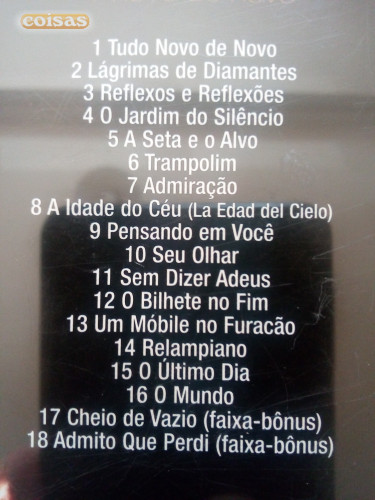 coisas
1 Tudo Novo de Novo
2 Lágrimas de Diamantes
3 Reflexos e Reflexões
4 O Jardim do Silêncio
5 A Seta e o Alvo
6 Trampolim
7 Admiração
8 A Idade do Céu (La Edad del Cielo)
9 Pensando em Você
10 Seu Olhar
11 Sem Dizer Adeus
12 O Bilhete no Fim
13 Um Móbile no Furacão
14 Relampiano
15 O Último Dia
16 O Mundo
17 Cheio de Vazio (faixa-bônus)
18 Admito Que Perdi (faixa-bônus)